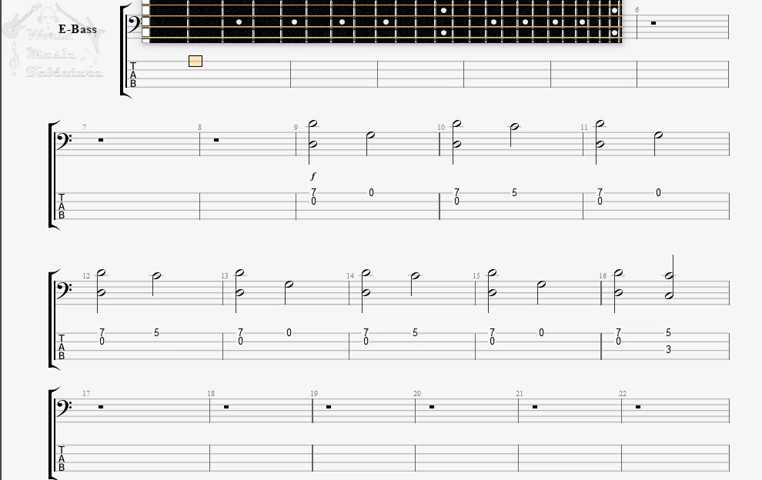 E-Bass
6
T
A
B
7 8 9 10 11
f
T 7 0 7 5 7 0
A 0 0 0
B
12 13 14 15 16
T 7 5 7 0 7 5 7 0 7 5
A 0 0 0 0 0
B 3
17 18 19 20 21 22
T
A
B